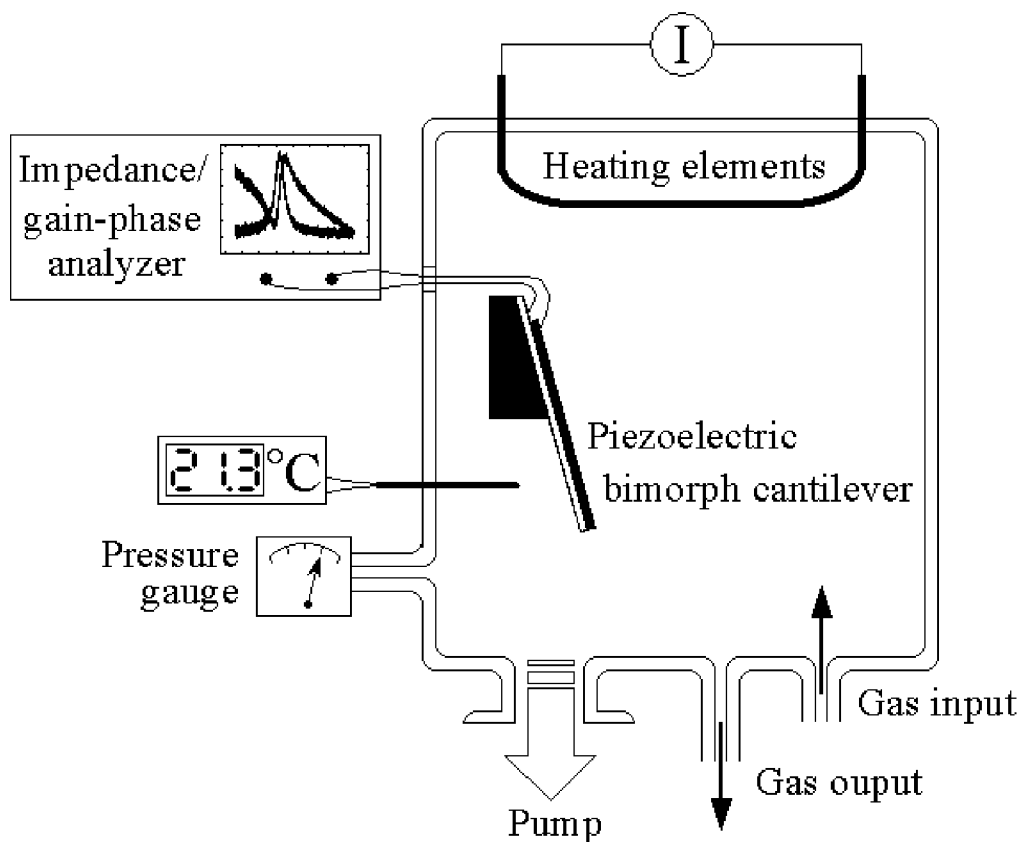 I
Impedance/
gain-phase
analyzer
Heating elements
Piezoelectric
bimorph cantilever
21.3°C
Pressure
gauge
Gas input
Gas ouput
Pump